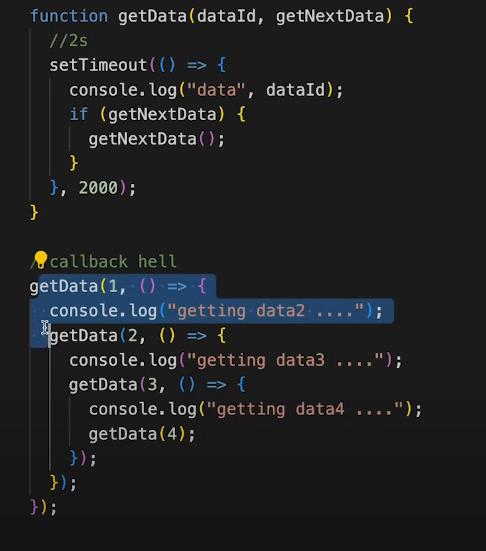 function getData(dataId, getNextData) {
//2s
setTimeout(() => {
console.log("data", dataId);
if (getNextData) {
getNextData();
}
}, 2000);
}
/callback hell
getData(1, () => {
console.log("getting data2 ....");
getData(2, () => {
console.log("getting data3 ....");
getData(3, () => {
console.log("getting data4 ....");
getData(4);
});
});
});